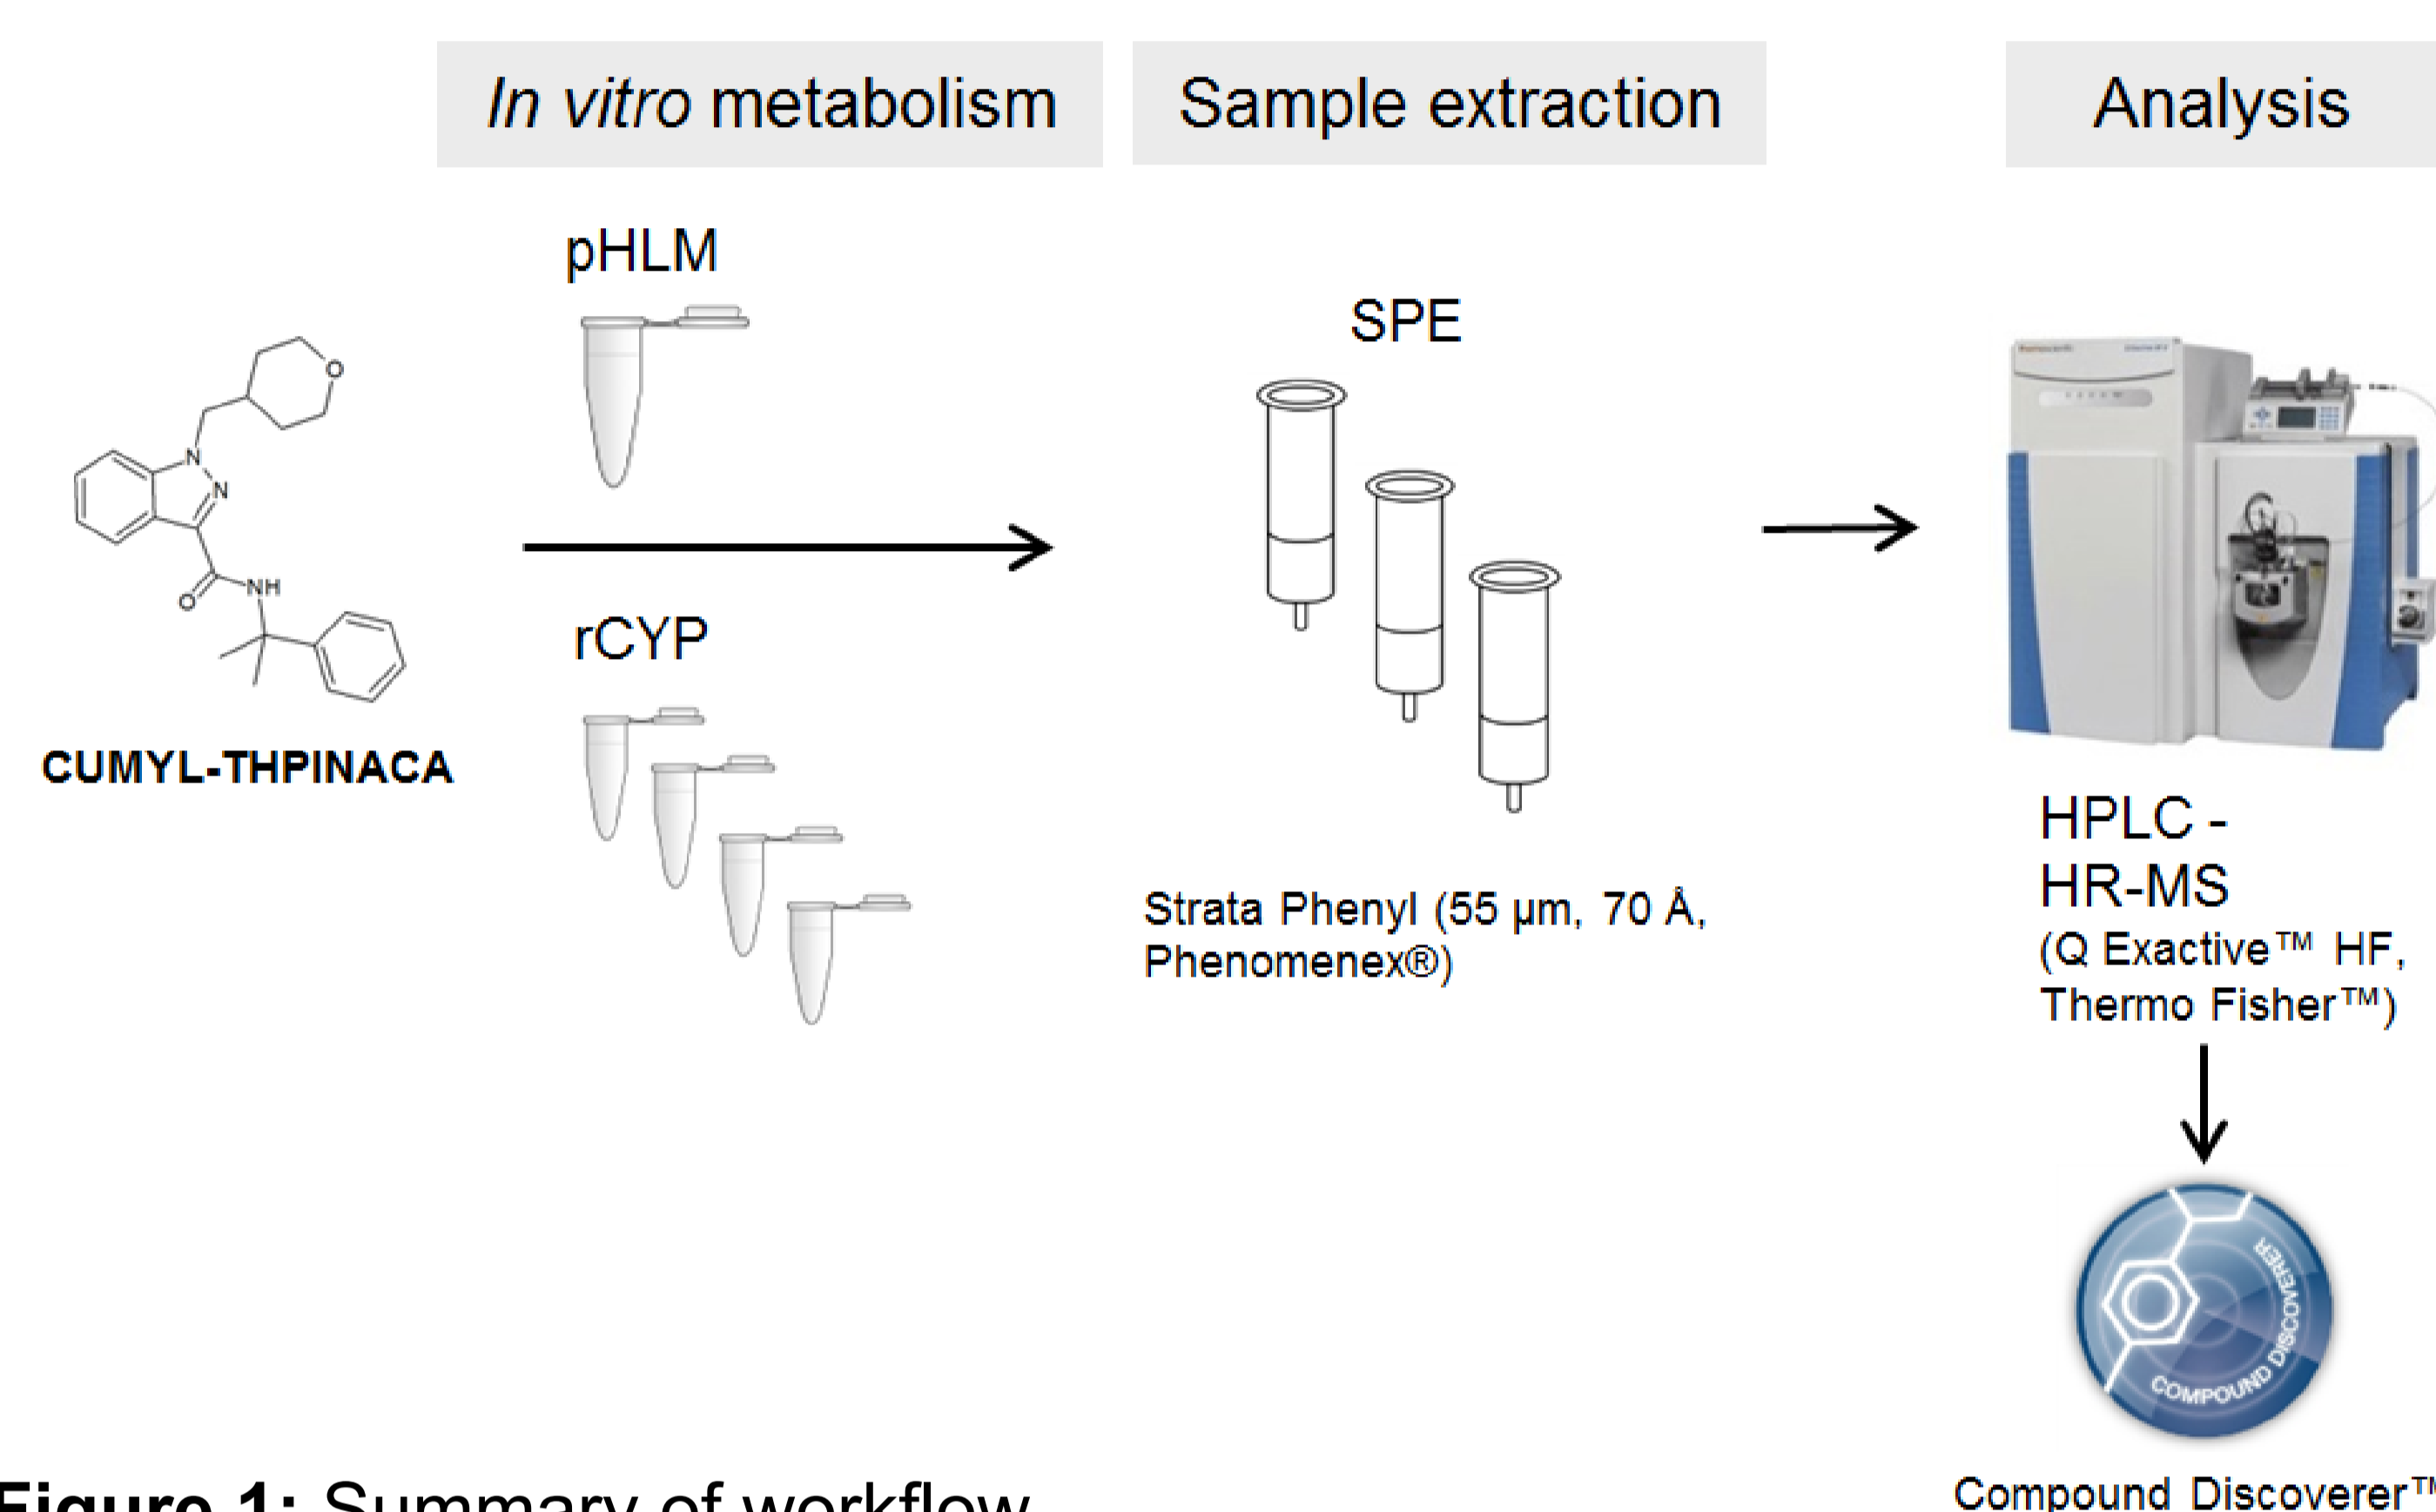 In vitro metabolism
Sample extraction
Analysis
pHLM
SPE
O
N
N
O
NH
rCYP
CUMYL-THPINACA
Strata Phenyl (55 µm, 70 Å,
Phenomenex®)
HPLC -
HR-MS
(Q Exactive™ HF,
Thermo Fisher™)
COMPOUND DISCOVERER
Compound Discoverer™
Figure 1: Summary of workflow